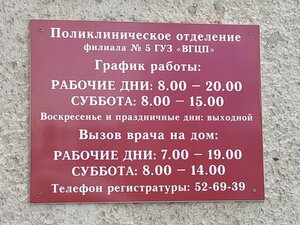 Поликлиническое отделение
филиала № 5 ГУЗ «ВГЦП»
График работы:
РАБОЧИЕ ДНИ: 8.00 – 20.00
СУББОТА: 8.00 – 15.00
Воскресенье и праздничные дни: выходной
Вызов врача на дом:
РАБОЧИЕ ДНИ: 7.00 – 19.00
СУББОТА: 8.00 – 14.00
Телефон регистратуры: 52-69-39